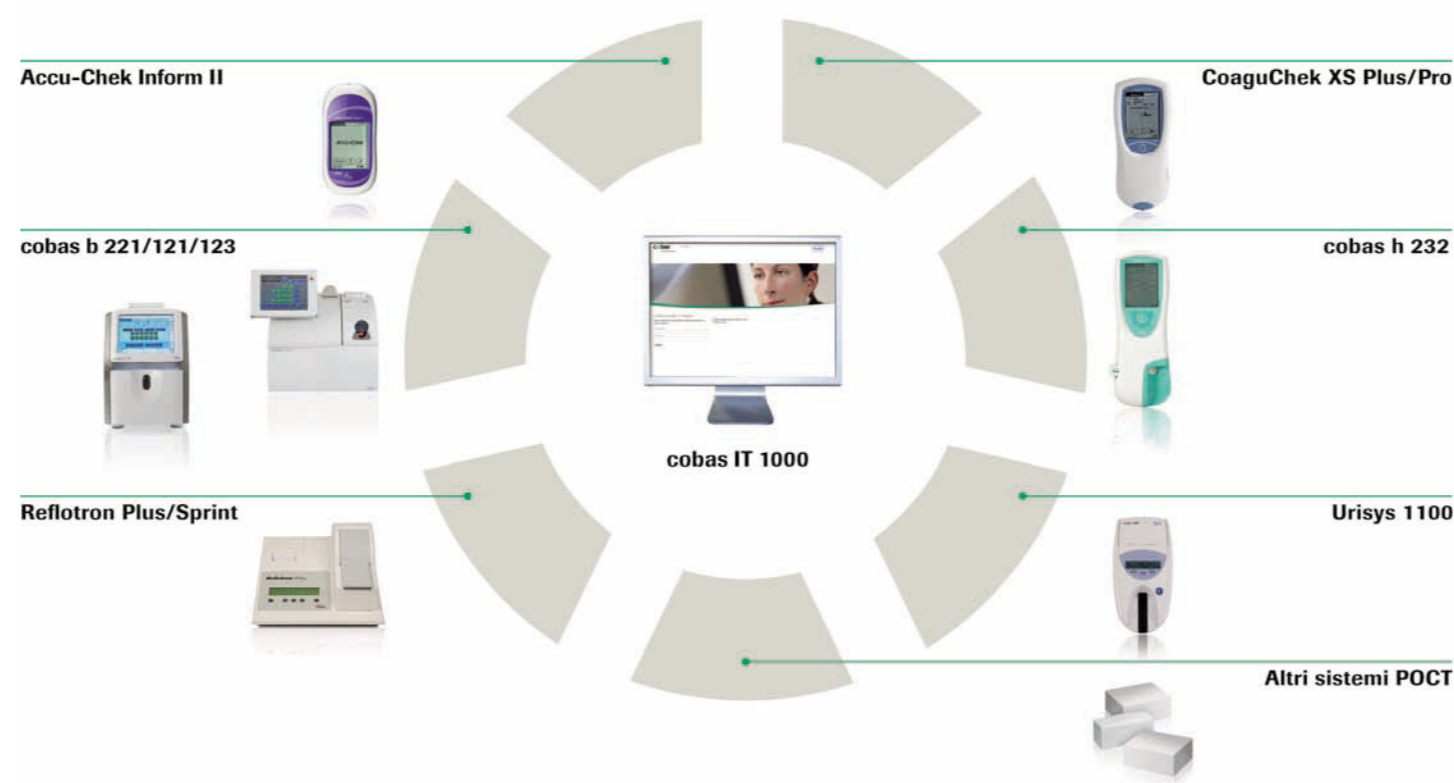 Accu-Chek Inform II
CoaguChek XS Plus/Pro
cobas b 221/121/123
cobas h 232
cobas IT 1000
Reflotron Plus/Sprint
Urisys 1100
Altri sistemi POCT